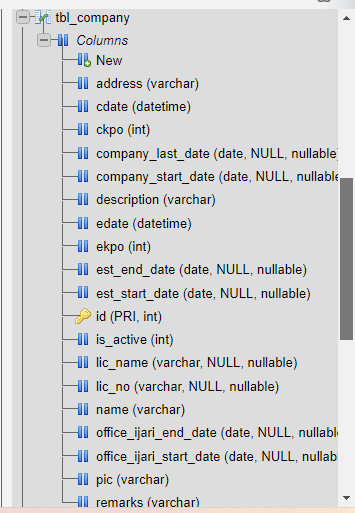 tbl_company
Columns
New
address (varchar)
cdate (datetime)
ckpo (int)
company_last_date (date, NULL, nullable)
company_start_date (date, NULL, nullab
description (varchar)
edate (datetime)
ekpo (int)
est_end_date (date, NULL, nullable)
est_start_date (date, NULL, nullable)
id (PRI, int)
is_active (int)
lic_name (varchar, NULL, nullable)
lic_no (varchar, NULL, nullable)
name (varchar)
office_ijari_end_date (date, NULL, nullabl
office_ijari_start_date (date, NULL, nullab
pic (varchar)
remarks (varchar)